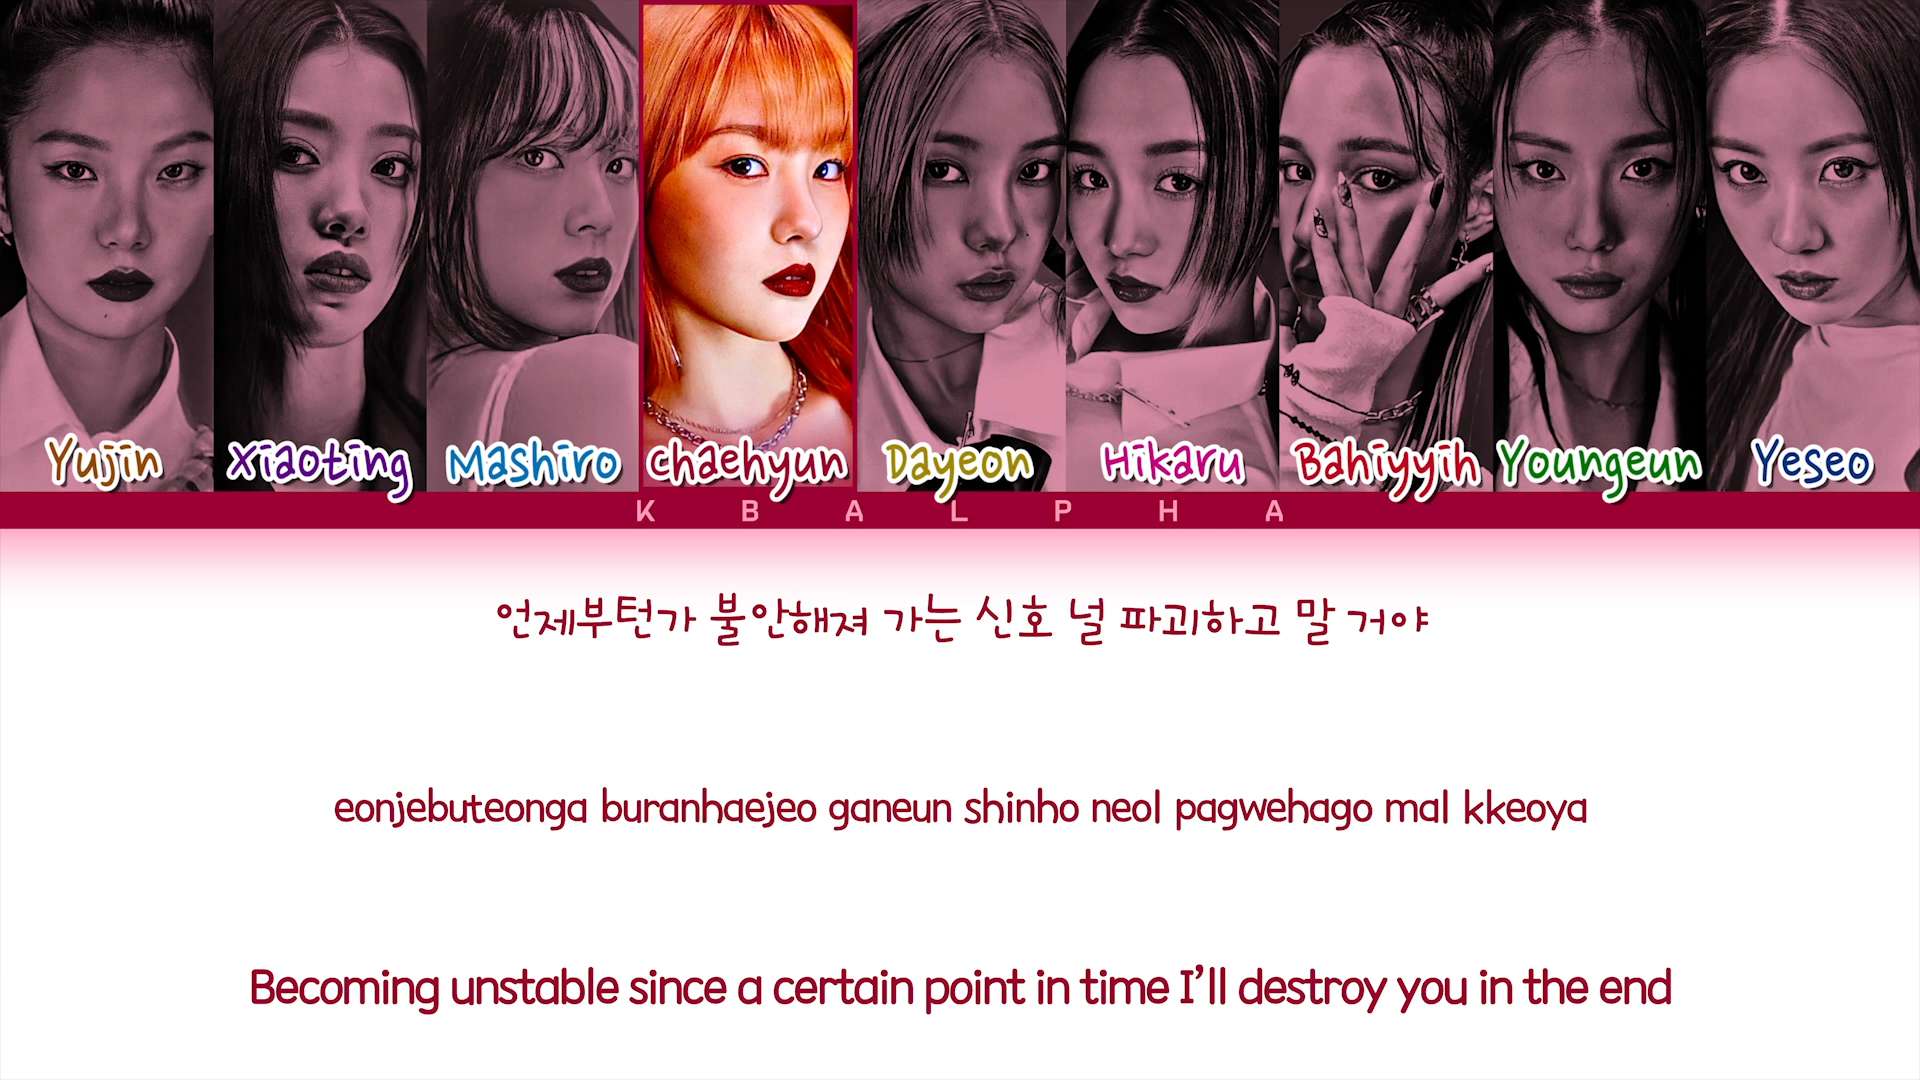 Yujin Xiaoting Mashiro chaehyun Dayeon Hikaru Bahiyyih Youngeun Yeseo
KBALPHA
언제부턴가 불안해져 가는 신호 널 파괴하고 말 거야
eonjebuteonga buranhaejeo ganeun shinho neol pagwehago mal kkeoya
Becoming unstable since a certain point in time I'll destroy you in the end